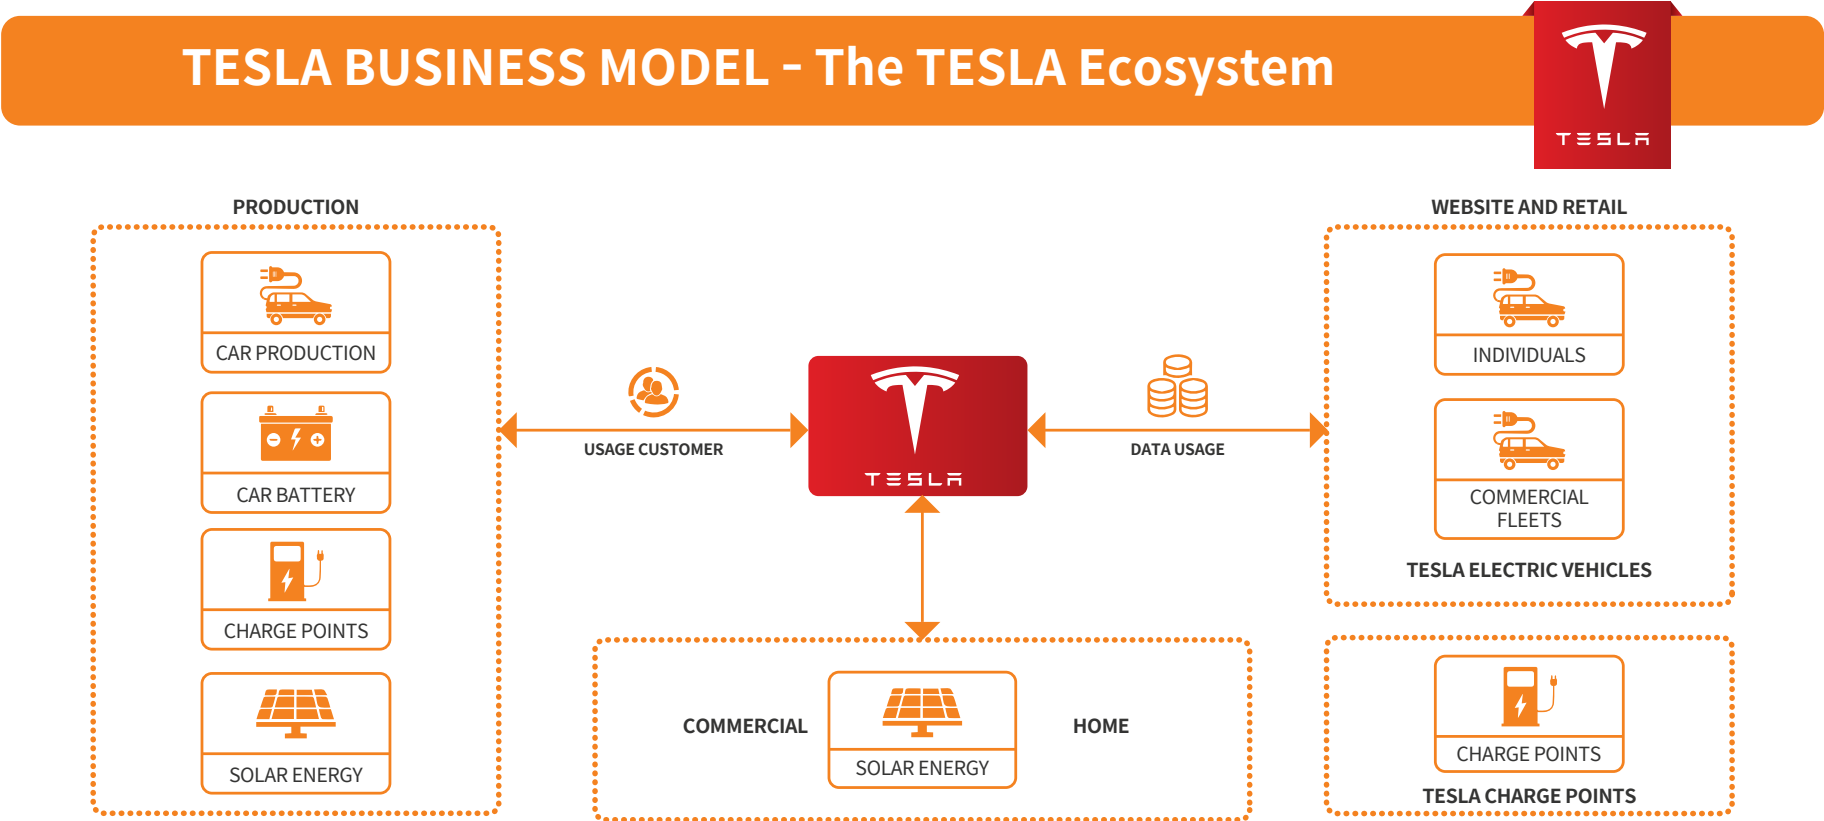 TESLA BUSINESS MODEL - The TESLA Ecosystem
TESLA
PRODUCTION
CAR PRODUCTION
CAR BATTERY
CHARGE POINTS
SOLAR ENERGY
USAGE CUSTOMER
TESLA
DATA USAGE
COMMERCIAL
SOLAR ENERGY
HOME
WEBSITE AND RETAIL
INDIVIDUALS
COMMERCIAL
FLEETS
TESLA ELECTRIC VEHICLES
CHARGE POINTS
TESLA CHARGE POINTS